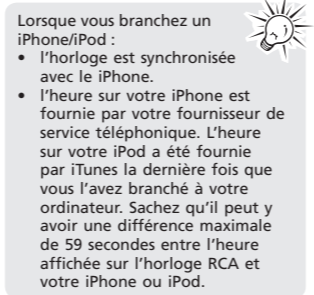 Lorsque vous branchez un
iPhone/iPod :
• l'horloge est synchronisée
avec le iPhone.
• l'heure sur votre iPhone est
fournie par votre fournisseur de
service téléphonique. L'heure
sur votre iPod a été fournie
par iTunes la dernière fois que
vous l'avez branché à votre
ordinateur. Sachez qu'il peut y
avoir une différence maximale
de 59 secondes entre l'heure
affichée sur l'horloge RCA et
votre iPhone ou iPod.